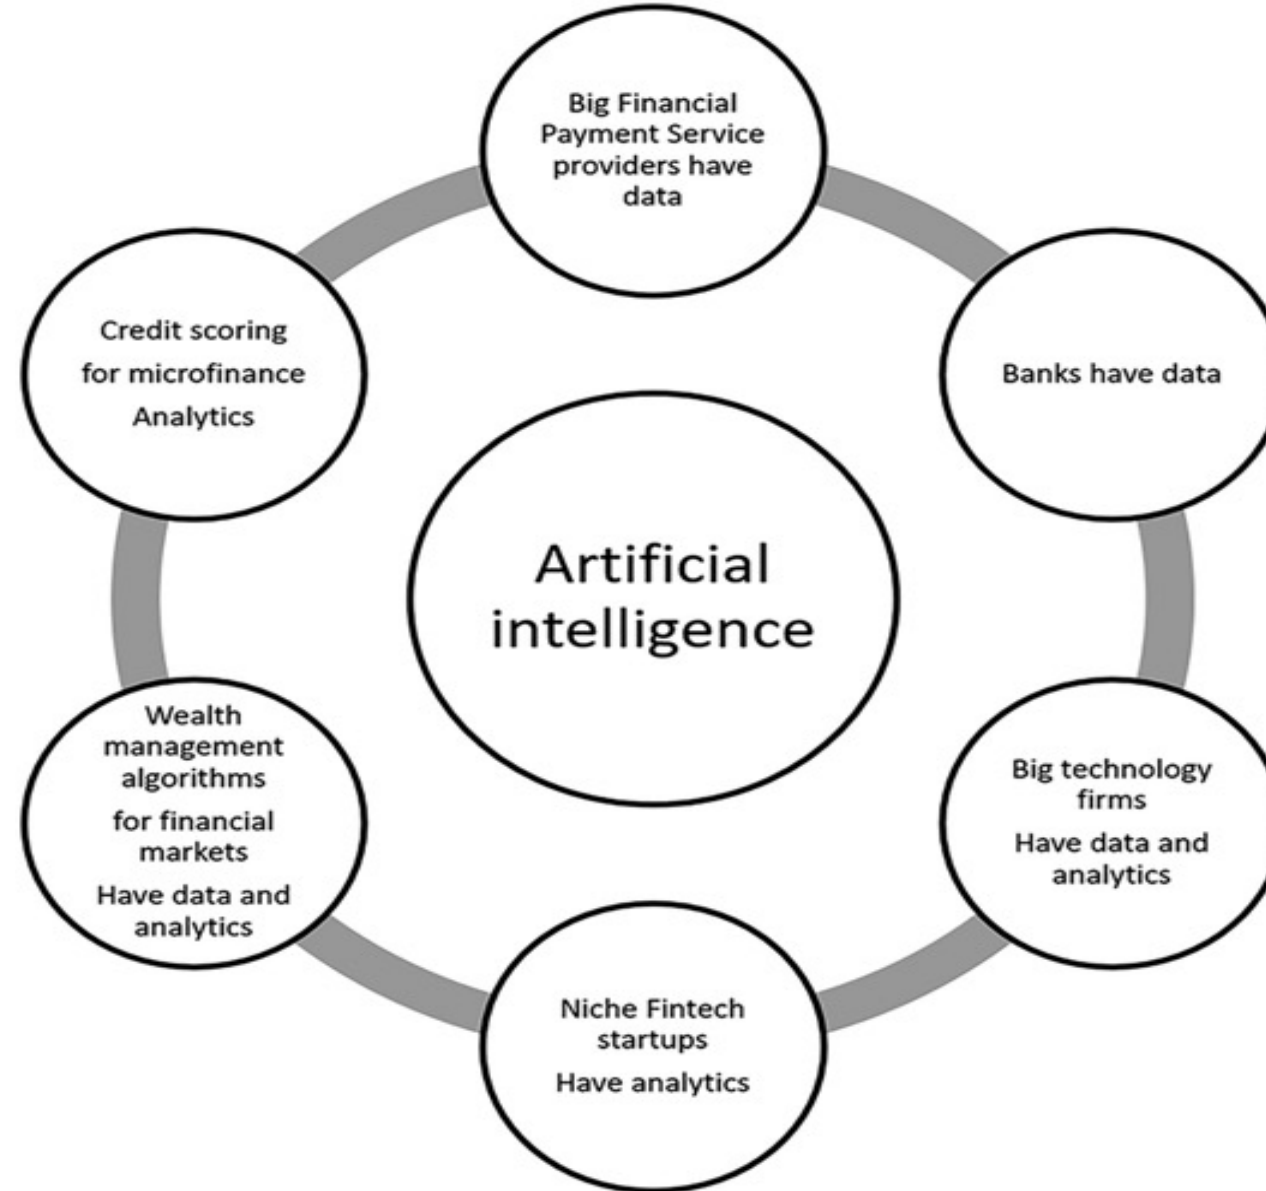 Big Financial
Payment Service
providers have
data
Banks have data
Big technology
firms
Have data and
analytics
Niche Fintech
startups
Have analytics
Wealth
management
algorithms
for financial
markets
Have data and
analytics
Credit scoring
for microfinance
Analytics
Artificial
intelligence